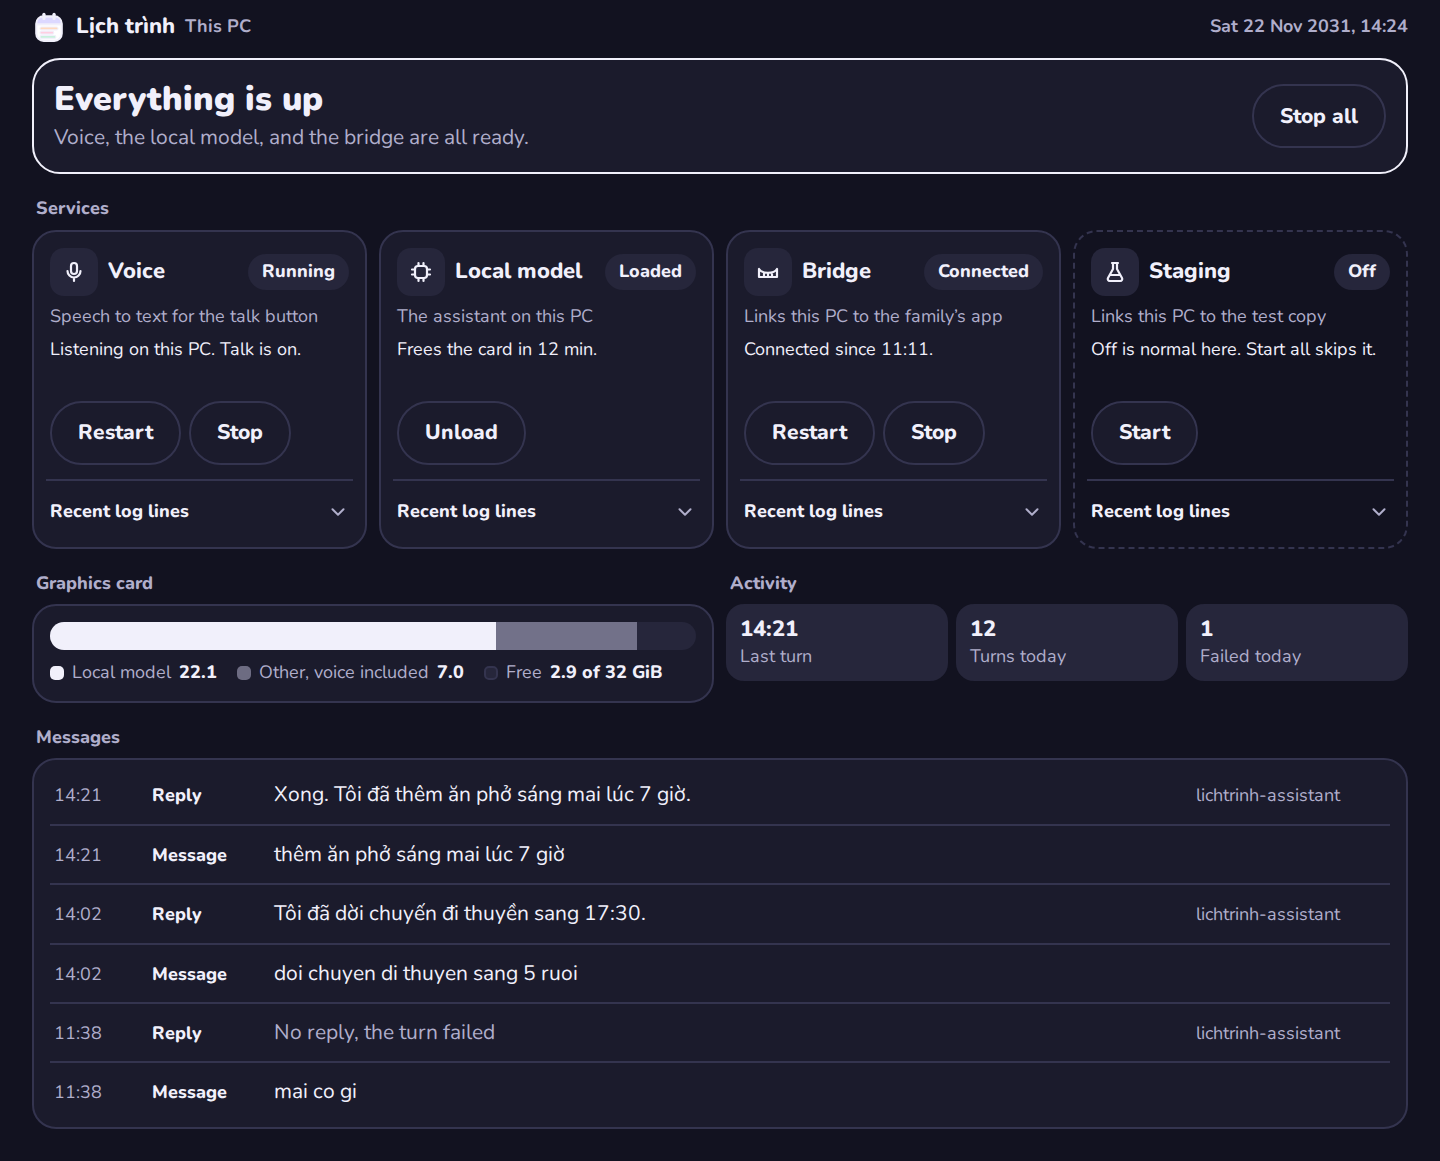 Lịch trình This PC
Sat 22 Nov 2031, 14:24
Everything is up
Voice, the local model, and the bridge are all ready.
Stop all
Services
Voice
Running
Speech to text for the talk button
Listening on this PC. Talk is on.
Restart
Stop
Recent log lines
Local model
Loaded
The assistant on this PC
Frees the card in 12 min.
Unload
Recent log lines
Bridge
Connected
Links this PC to the family’s app
Connected since 11:11.
Restart
Stop
Recent log lines
Staging
Off
Links this PC to the test copy
Off is normal here. Start all skips it.
Start
Recent log lines
Graphics card
Local model 22.1
Other, voice included 7.0
Free 2.9 of 32 GiB
Activity
14:21
Last turn
12
Turns today
1
Failed today
Messages
14:21 Reply Xong. Tôi đã thêm ăn phở sáng mai lúc 7 giờ. lichtrinh-assistant
14:21 Message thêm ăn phở sáng mai lúc 7 giờ
14:02 Reply Tôi đã dời chuyến đi thuyền sang 17:30. lichtrinh-assistant
14:02 Message doi chuyen di thuyen sang 5 ruoi
11:38 Reply No reply, the turn failed lichtrinh-assistant
11:38 Message mai co gi